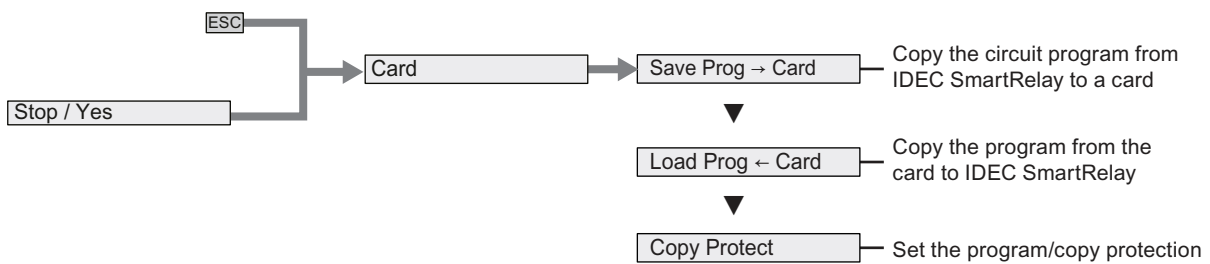 ESC
Stop / Yes
Card
Save Prog → Card
Copy the circuit program from
IDEC SmartRelay to a card
Load Prog ← Card
Copy the program from the
card to IDEC SmartRelay
Copy Protect
Set the program/copy protection